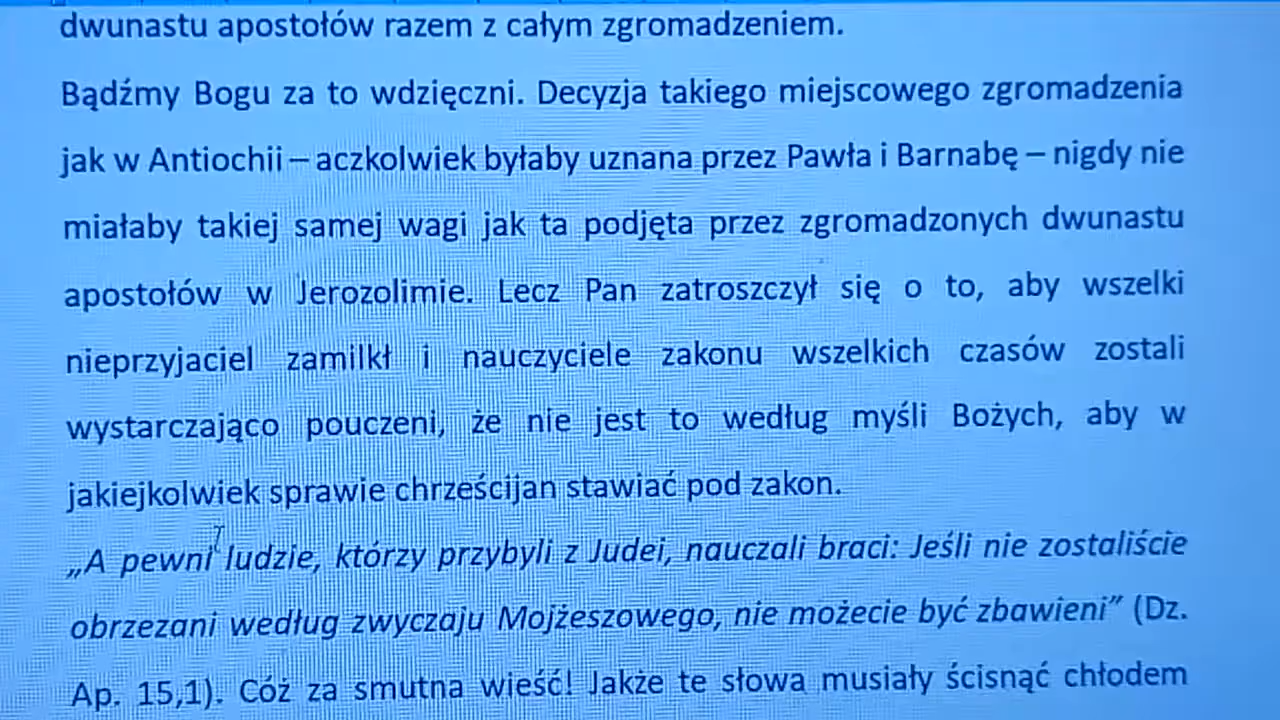 dwunastu apostołów razem z całym zgromadzeniem.
Bądźmy Bogu za to wdzięczni. Decyzja takiego miejscowego zgromadzenia
jak w Antiochii – aczkolwiek byłaby uznana przez Pawła i Barnabę – nigdy nie
miałaby takiej samej wagi jak ta podjęta przez zgromadzonych dwunastu
apostołów w Jerozolimie. Lecz Pan zatroszczył się o to, aby wszelki
nieprzyjaciel zamilkł i nauczyciele zakonu wszelkich czasów zostali
wystarczająco pouczeni, że nie jest to według myśli Bożych, aby w
jakiejkolwiek sprawie chrześcijan stawiać pod zakon.
„A pewni ludzie, którzy przybyli z Judei, nauczali braci: Jeśli nie zostaliście
obrzezani według zwyczaju Mojżeszowego, nie możecie być zbawieni” (Dz.
Ap. 15,1). Cóż za smutna wieść! Jakże te słowa musiały ścisnąć chłodem